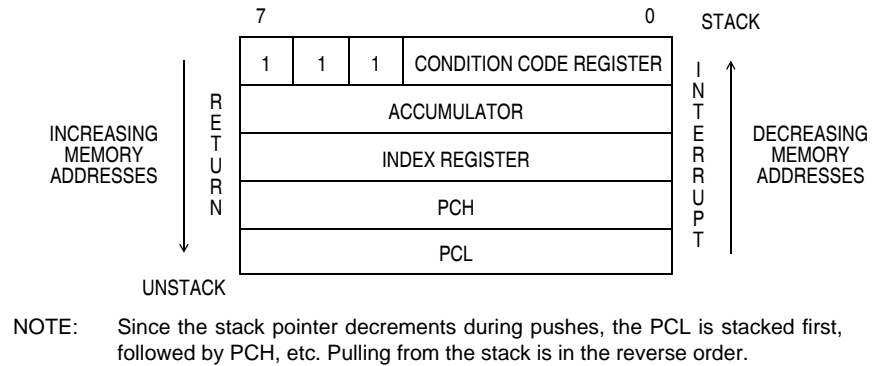 7 0 STACK
1 1 1 CONDITION CODE REGISTER
ACCUMULATOR
INDEX REGISTER
PCH
PCL
INCREASING
MEMORY
ADDRESSES
RETURN
INTERRUPT
DECREASING
MEMORY
ADDRESSES
UNSTACK
NOTE: Since the stack pointer decrements during pushes, the PCL is stacked first,
followed by PCH, etc. Pulling from the stack is in the reverse order.